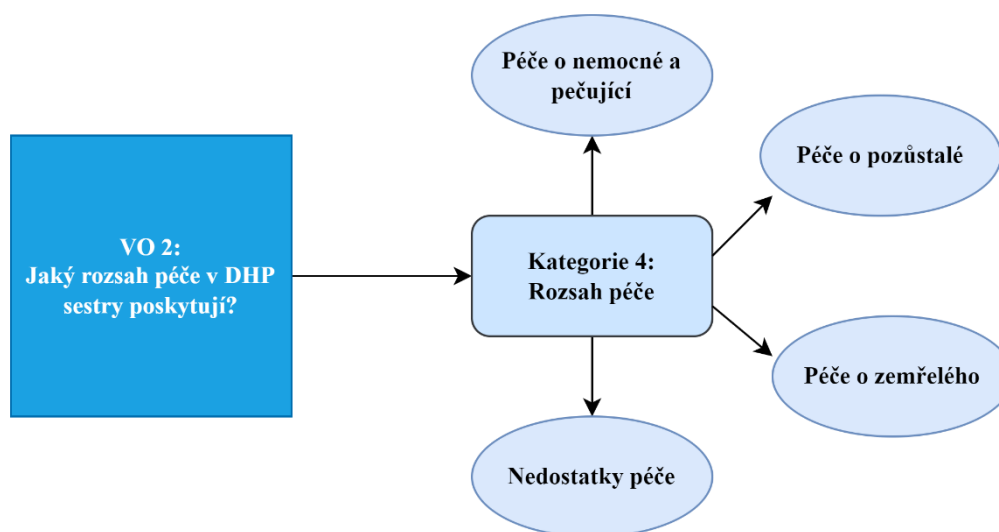 Péče o nemocné a
pečující
Péče o pozůstalé
VO 2:
Jaký rozsah péče v DHP
sestry poskytují?
Kategorie 4:
Rozsah péče
Péče o zemřelého
Nedostatky péče